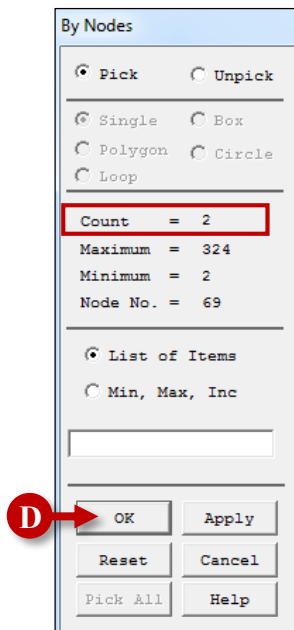 By Nodes
Pick Unpick
Single Box
Polygon Circle
Loop
Count = 2
Maximum = 324
Minimum = 2
Node No. = 69
List of Items
Min, Max, Inc
D OK Apply
Reset Cancel
Pick All Help